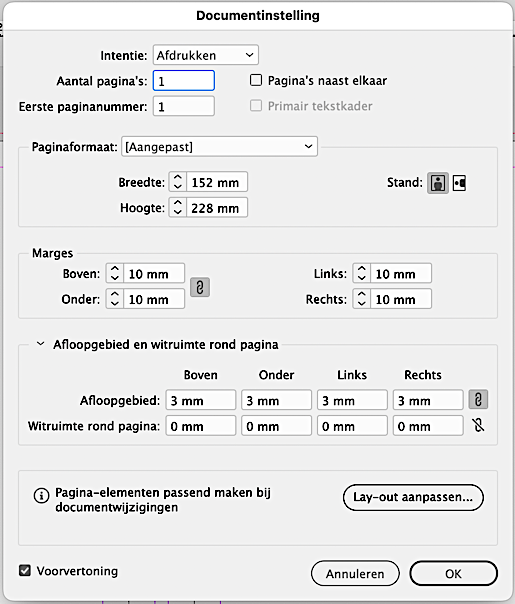 Documentinstelling
Intentie: Afdrukken
Aantal pagina's: 1 Pagina's naast elkaar
Eerste paginanummer: 1 Primair tekstkader
Paginaformaat: [Aangepast]
Breedte: 152 mm Stand:
Hoogte: 228 mm
Marges
Boven: 10 mm Links: 10 mm
Onder: 10 mm Rechts: 10 mm
Afloopgebied en witruimte rond pagina
Boven Onder Links Rechts
Afloopgebied: 3 mm 3 mm 3 mm 3 mm
Witruimte rond pagina: 0 mm 0 mm 0 mm 0 mm
Pagina-elementen passend maken bij
documentwijzigingen
Lay-out aanpassen...
Voorvertoning Annuleren OK